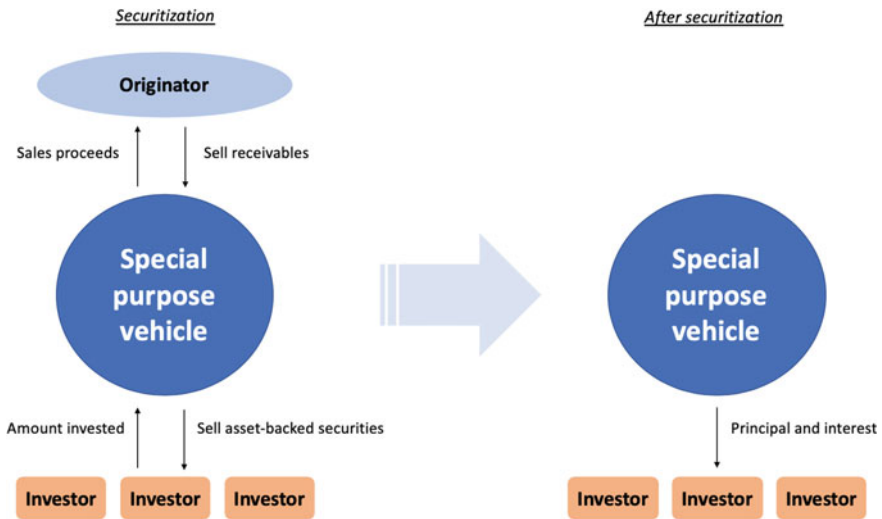 Securitization
After securitization
Originator
Sales proceeds
Sell receivables
Special
purpose
vehicle
Special
purpose
vehicle
Amount invested
Sell asset-backed securities
Principal and interest
Investor
Investor
Investor
Investor
Investor
Investor